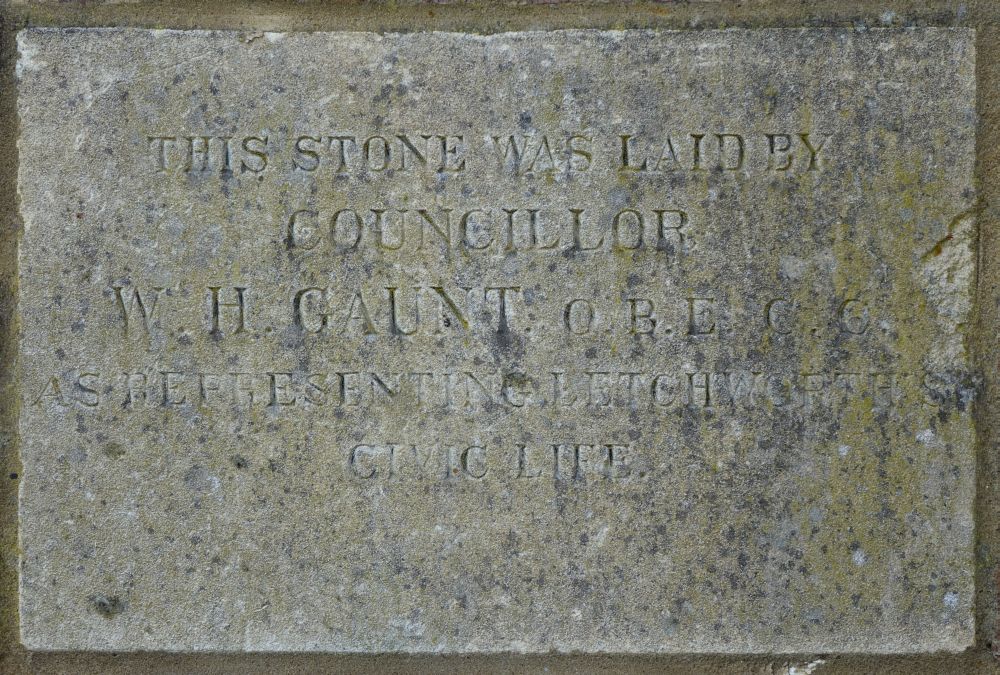 THIS STONE WAS LAID BY
COUNCILLOR
W. H. GAUNT. O.B.E. C.C.
AS REPRESENTING LETCHWORTH'S
CIVIC LIFE.